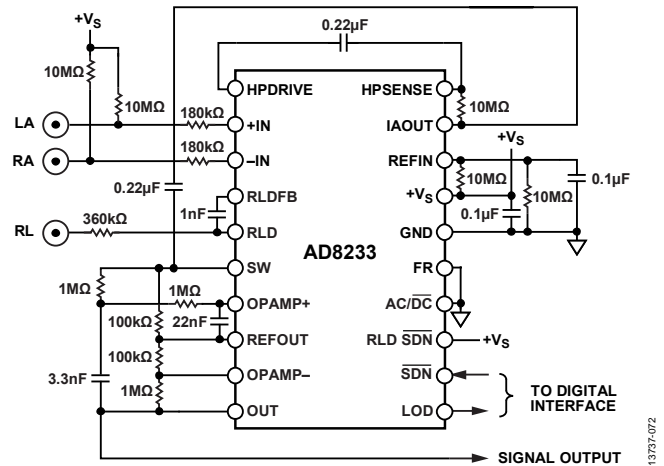 +VS
0.22µF
10MΩ
10MΩ
HPDRIVE
HPSENSE
10MΩ
LA
180kΩ
+IN
IAOUT
+VS
RA
180kΩ
–IN
REFIN
0.22µF
10MΩ
0.1µF
RLDFB
+VS
10MΩ
1nF
0.1µF
RL
360kΩ
RLD
GND
AD8233
SW
FR
1MΩ
1MΩ
OPAMP+
AC/DC
100kΩ
22nF
REFOUT
RLD SDN
+VS
100kΩ
3.3nF
OPAMP–
SDN
1MΩ
TO DIGITAL
INTERFACE
OUT
LOD
SIGNAL OUTPUT
13737-072